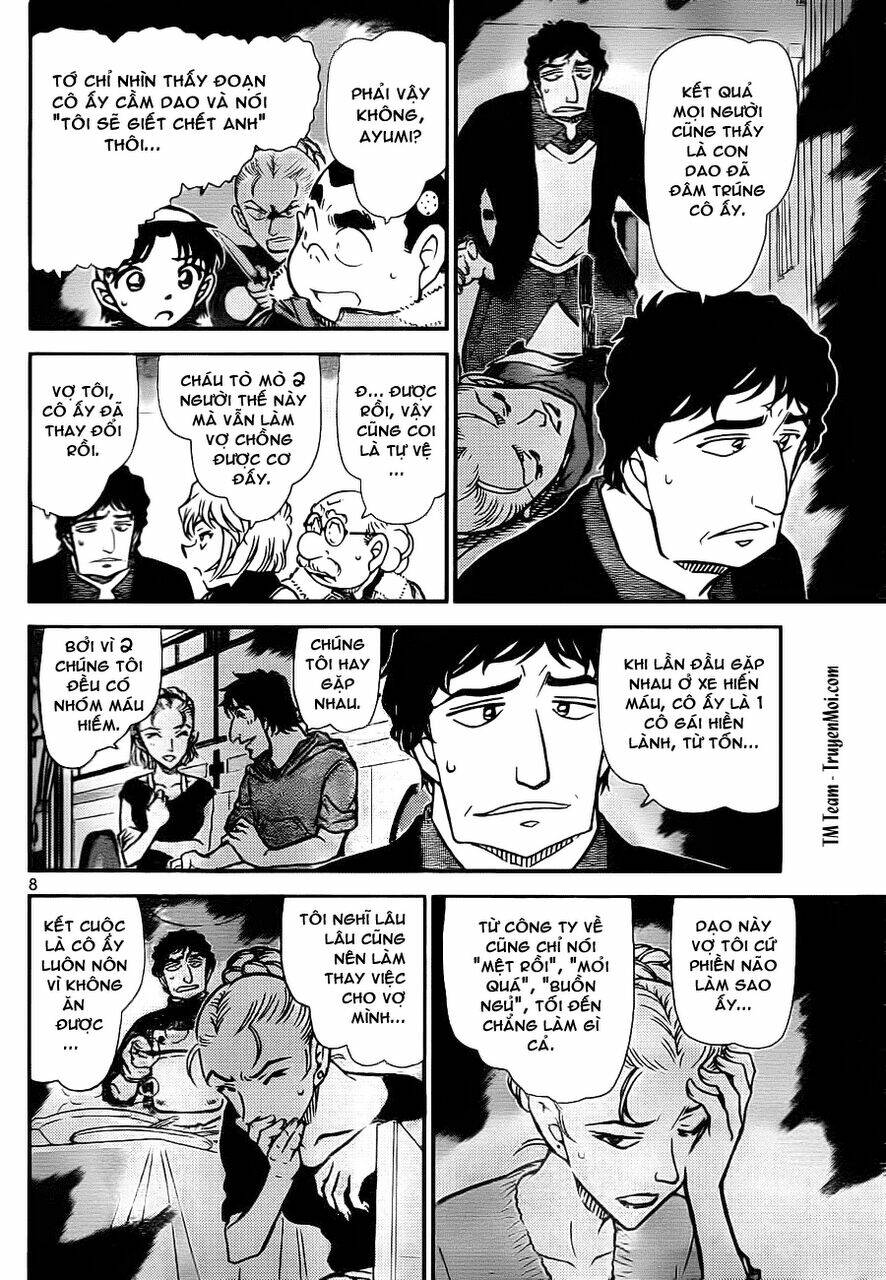 KẾT QUẢ
MỌI NGƯỜI
CŨNG THẤY
LÀ CON
DAO ĐÃ
ĐÂM TRÚNG
CÔ ẤY.
PHẢI VẬY
KHÔNG,
AYUMI?
TỚ CHỈ NHÌN THẤY ĐOẠN
CÔ ẤY CẦM DAO VÀ NÓI
"TÔI SẼ GIẾT CHẾT ANH"
THÔI...
Đ... ĐƯỢC
RỒI, VẬY
CŨNG COI
LÀ TỰ VỆ
...
CHÁU TÒ MÒ 2
NGƯỜI THẾ NÀY
MÀ VẪN LÀM
VỢ CHỒNG
ĐƯỢC CƠ
ĐẤY.
VỢ TÔI,
CÔ ẤY ĐÃ
THAY ĐỔI
RỒI.
KHI LẦN ĐẦU GẶP
NHAU Ở XE HIẾN
MÁU, CÔ ẤY LÀ 1
CÔ GÁI HIỀN
LÀNH, TỪ TỐN...
CHÚNG
TÔI HAY
GẶP
NHAU.
BỞI VÌ 2
CHÚNG TÔI
ĐỀU CÓ
NHÓM MÁU
HIẾM.
TM Team - TruyenMoi.com
8
DẠO NÀY
VỢ TÔI CỨ
PHIỀN NÃO
LÀM SAO
ẤY...
TỪ CÔNG TY VỀ
CŨNG CHỈ NÓI
"MỆT RỒI", "MỎI
QUÁ", "BUỒN
NGỦ", TỐI ĐẾN
CHẲNG LÀM GÌ
CẢ.
TÔI NGHĨ LÂU
LÂU CŨNG
NÊN LÀM
THAY VIỆC
CHO VỢ
MÌNH...
KẾT CUỘC
LÀ CÔ ẤY
LUÔN NÔN
VÌ KHÔNG
ĂN
ĐƯỢC
...